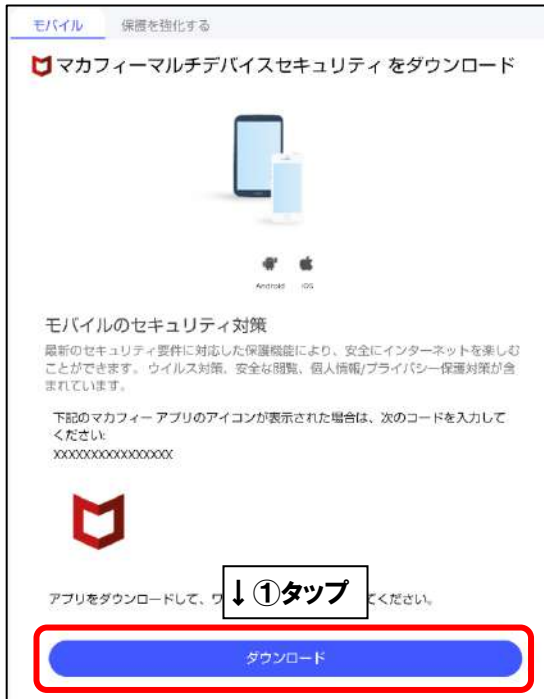 モバイル 保護を強化する
マカフィーマルチデバイスセキュリティ をダウンロード
Android iOS
モバイルのセキュリティ対策
最新のセキュリティ要件に対応した保護機能により、安全にインターネットを楽しむ
ことができます。 ウイルス対策、安全な閲覧、個人情報/プライバシー保護対策が含
まれています。
下記のマカフィー アプリのアイコンが表示された場合は、次のコードを入力して
ください:
XXXXXXXXXXXXXXXX
↓①タップ
アプリをダウンロードして、 てください。
ダウンロード